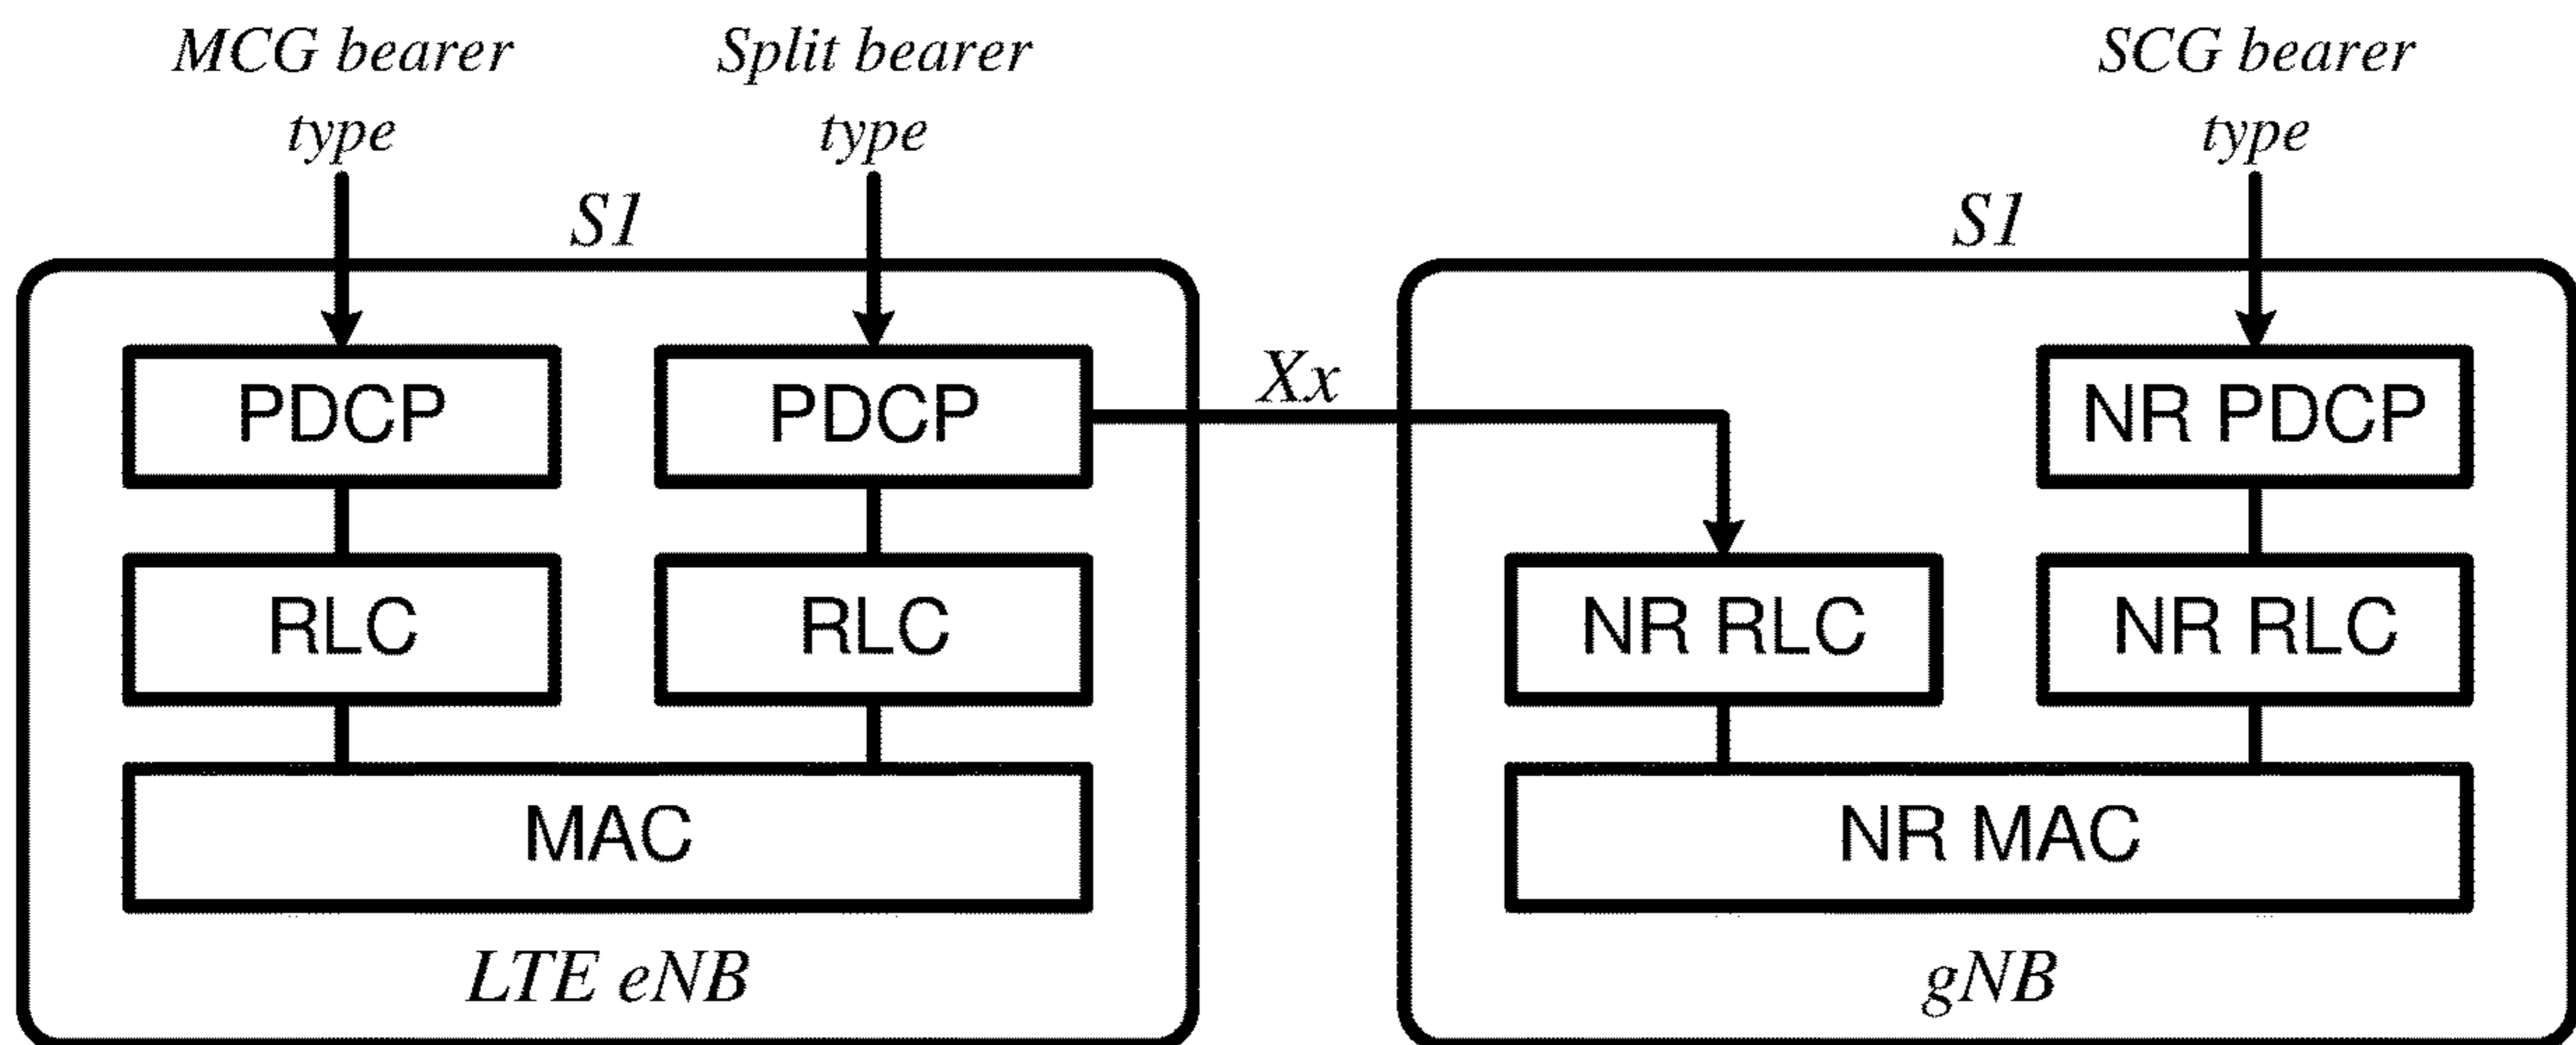 MCG bearer
type
Split bearer
type
SCG bearer
type
S1
S1
PDCP
PDCP
Xx
NR PDCP
RLC
RLC
NR RLC
NR RLC
MAC
NR MAC
LTE eNB
gNB